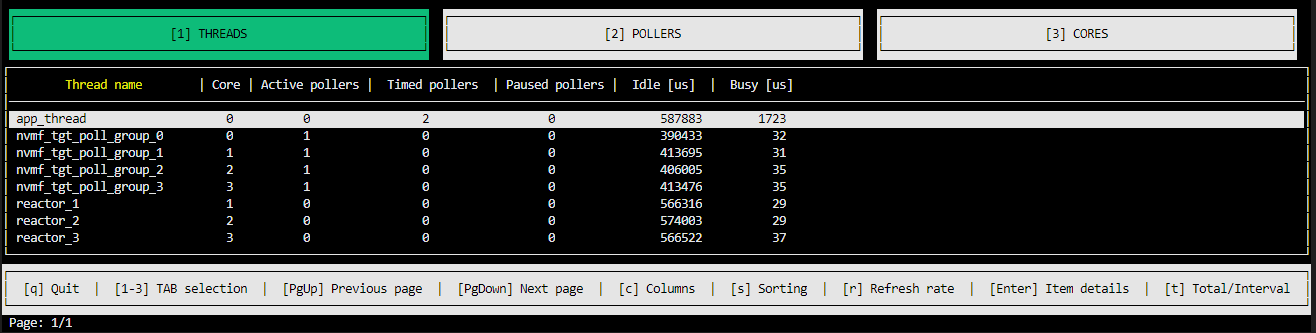 [1] THREADS [2] POLLERS [3] CORES
Thread name | Core | Active pollers | Timed pollers | Paused pollers | Idle [us] | Busy [us]
app_thread 0 0 2 0 587883 1723
nvmf_tgt_poll_group_0 0 1 0 0 390433 32
nvmf_tgt_poll_group_1 1 1 0 0 413695 31
nvmf_tgt_poll_group_2 2 1 0 0 406005 35
nvmf_tgt_poll_group_3 3 1 0 0 413476 35
reactor_1 1 0 0 0 566316 29
reactor_2 2 0 0 0 574003 29
reactor_3 3 0 0 0 566522 37
[q] Quit | [1-3] TAB selection | [PgUp] Previous page | [PgDown] Next page | [c] Columns | [s] Sorting | [r] Refresh rate | [Enter] Item details | [t] Total/Interval
Page: 1/1